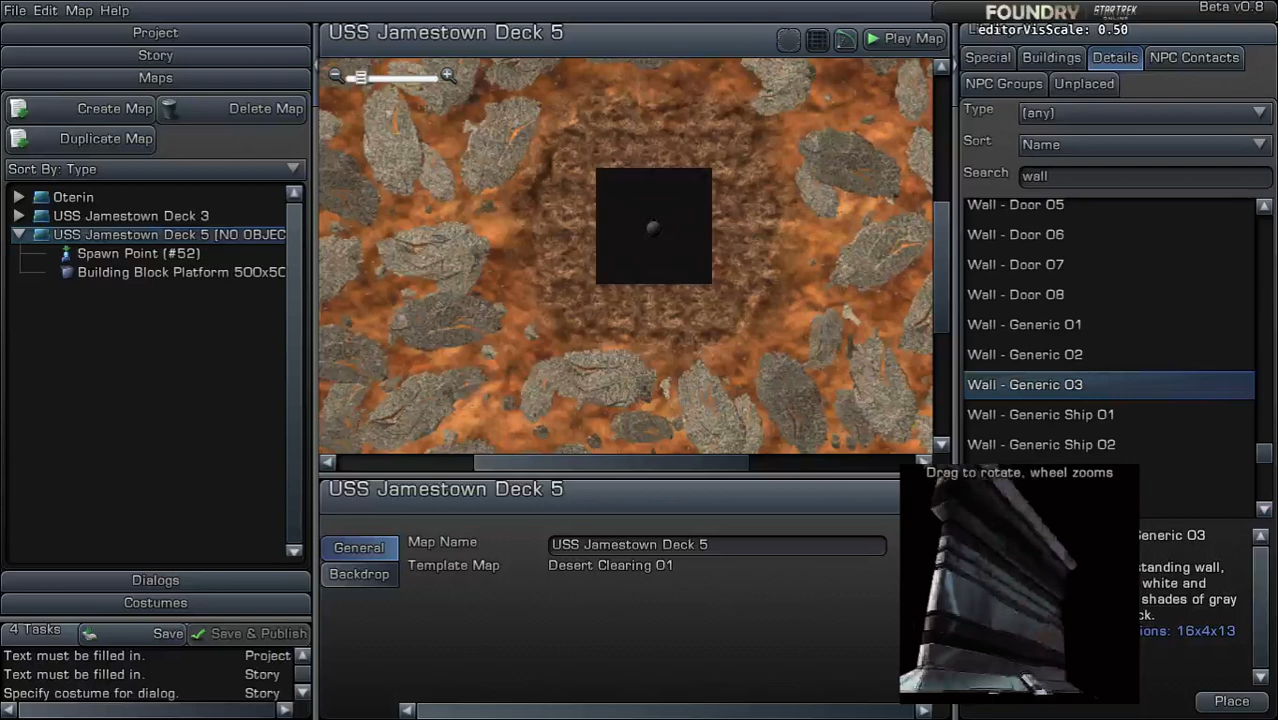 File Edit Map Help
FOUNDRY STAR TREK ONLINE
Beta v0.8
Project
Story
Maps
Create Map
Delete Map
Duplicate Map
Sort By: Type
Oterin
USS Jamestown Deck 3
USS Jamestown Deck 5 [NO OBJEC
Spawn Point (#52)
Building Block Platform 500x50
Dialogs
Costumes
4 Tasks
Save
Save & Publish
Text must be filled in. Project
Text must be filled in. Story
Specify costume for dialog. Story
USS Jamestown Deck 5
Play Map
USS Jamestown Deck 5
General
Backdrop
Map Name
USS Jamestown Deck 5
Template Map
Desert Clearing 01
editorVisScale: 0.50
Special
Buildings
Details
NPC Contacts
NPC Groups
Unplaced
Type
(any)
Sort
Name
Search
wall
Wall - Door 05
Wall - Door 06
Wall - Door 07
Wall - Door 08
Wall - Generic 01
Wall - Generic 02
Wall - Generic 03
Wall - Generic Ship 01
Wall - Generic Ship 02
Drag to rotate, wheel zooms
Generic 03
standing wall,
white and
shades of gray
ck.
ions: 16x4x13
Place